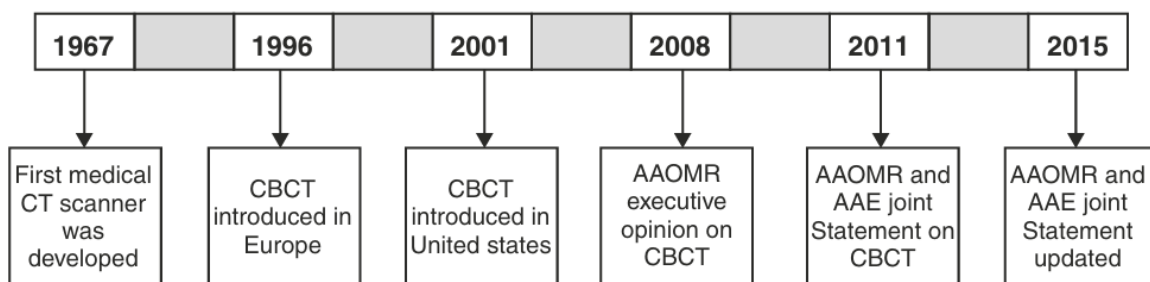 1967 1996 2001 2008 2011 2015
First medical
CT scanner
was
developed
CBCT
introduced in
Europe
CBCT
introduced in
United states
AAOMR
executive
opinion on
CBCT
AAOMR and
AAE joint
Statement on
CBCT
AAOMR and
AAE joint
Statement
updated